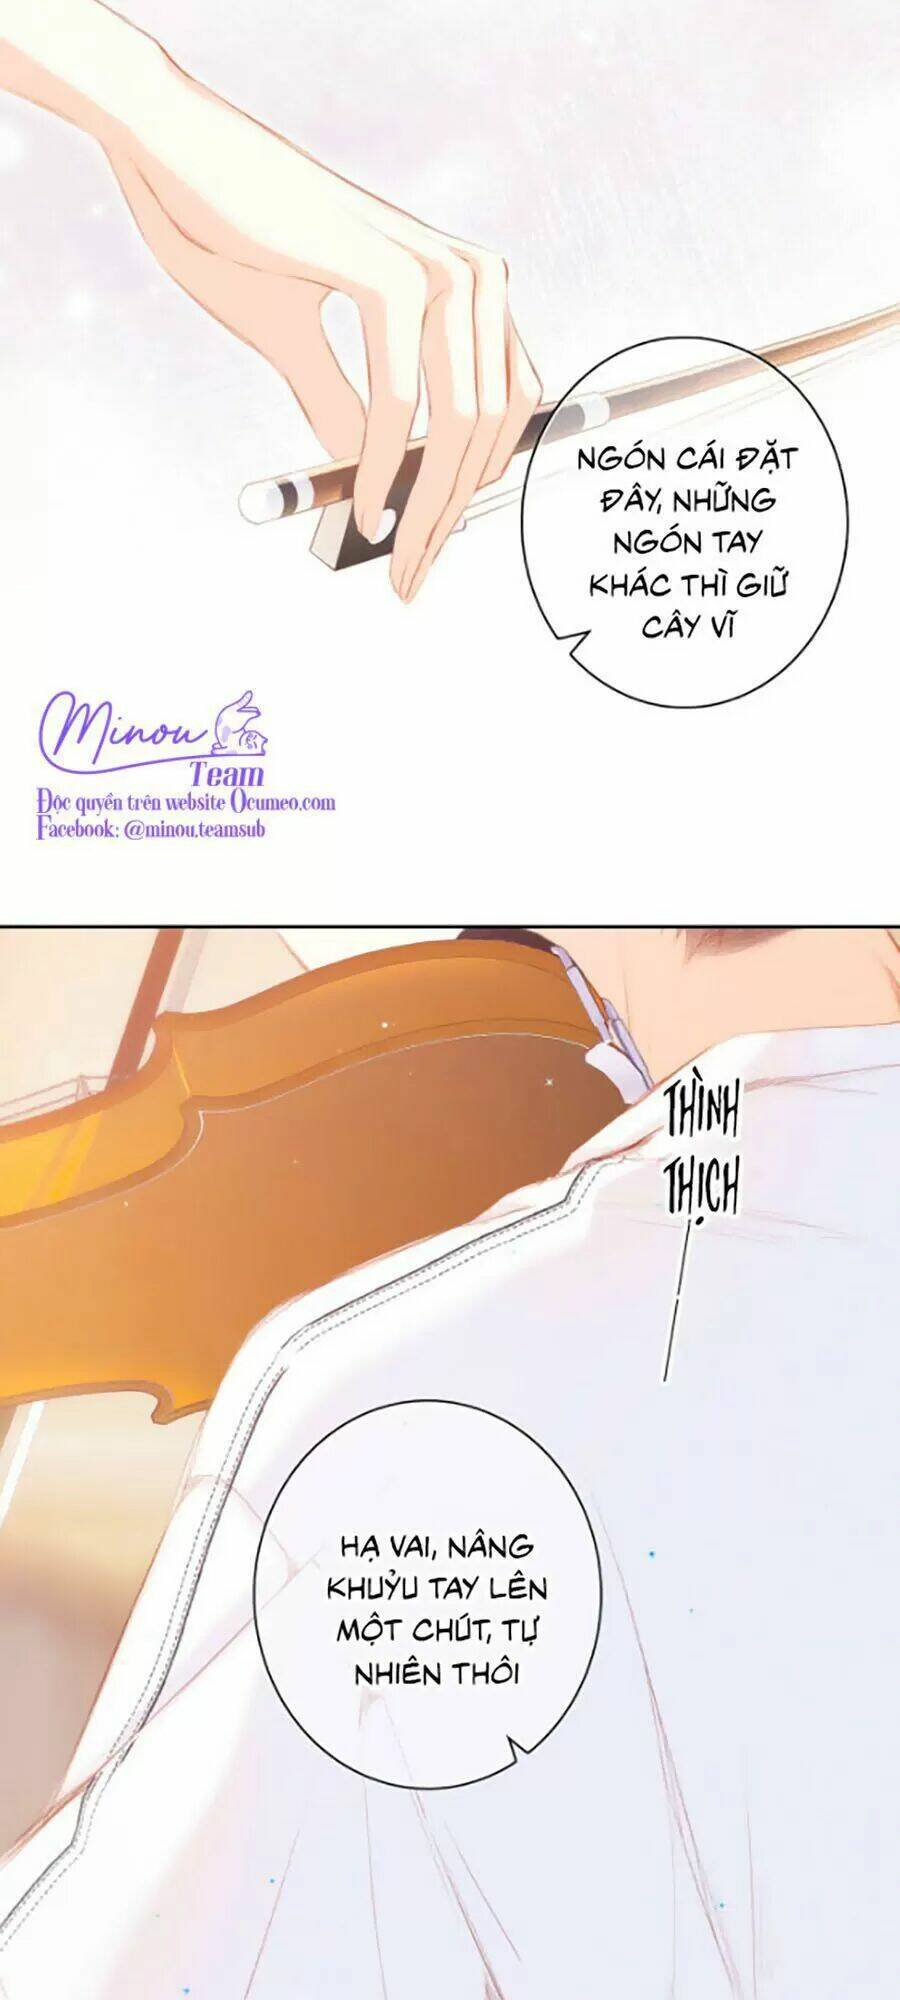 NGÓN CÁI ĐẶT
ĐÂY, NHỮNG
NGÓN TAY
KHÁC THÌ GIỮ
CÂY VĨ
Minou
Team
Độc quyền trên website Ocumeo.com
Facebook: @minou.teamsub
THÌNH
THỊCH
HẠ VAI, NÂNG
KHUỶU TAY LÊN
MỘT CHÚT, TỰ
NHIÊN THÔI